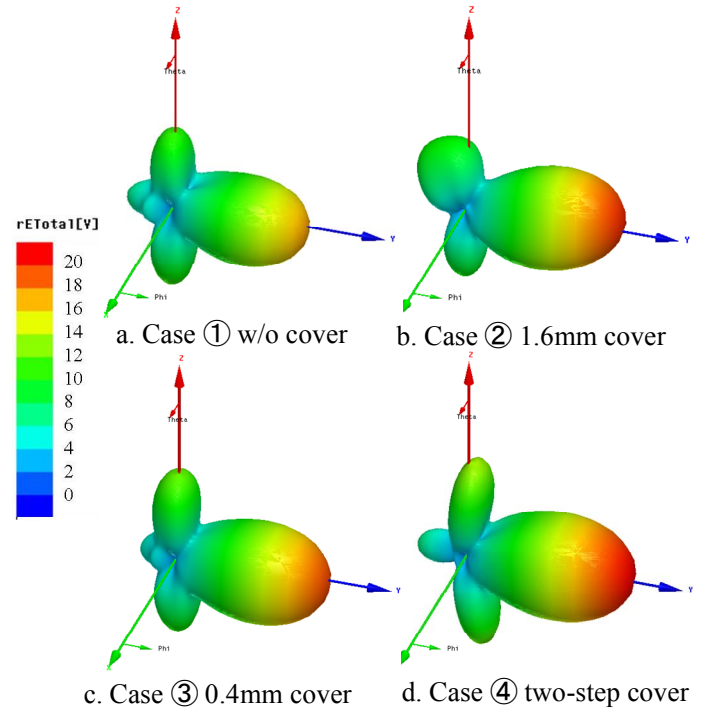 Z
Theta
Y
X
Phi
a. Case ① w/o cover
Z
Theta
Y
X
Phi
b. Case ② 1.6mm cover
rETotal[V]
20
18
16
14
12
10
8
6
4
2
0
Z
Theta
Y
X
Phi
c. Case ③ 0.4mm cover
Z
Theta
Y
X
Phi
d. Case ④ two-step cover